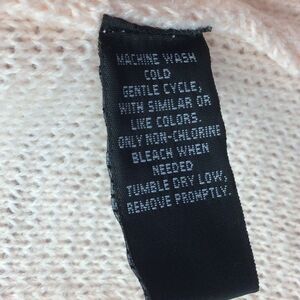 MACHINE WASH
COLD
GENTLE CYCLE,
WITH SIMILAR OR
LIKE COLORS.
ONLY NON-CHLORINE
BLEACH WHEN
NEEDED
TUMBLE DRY LOW,
REMOVE PROMPTLY.